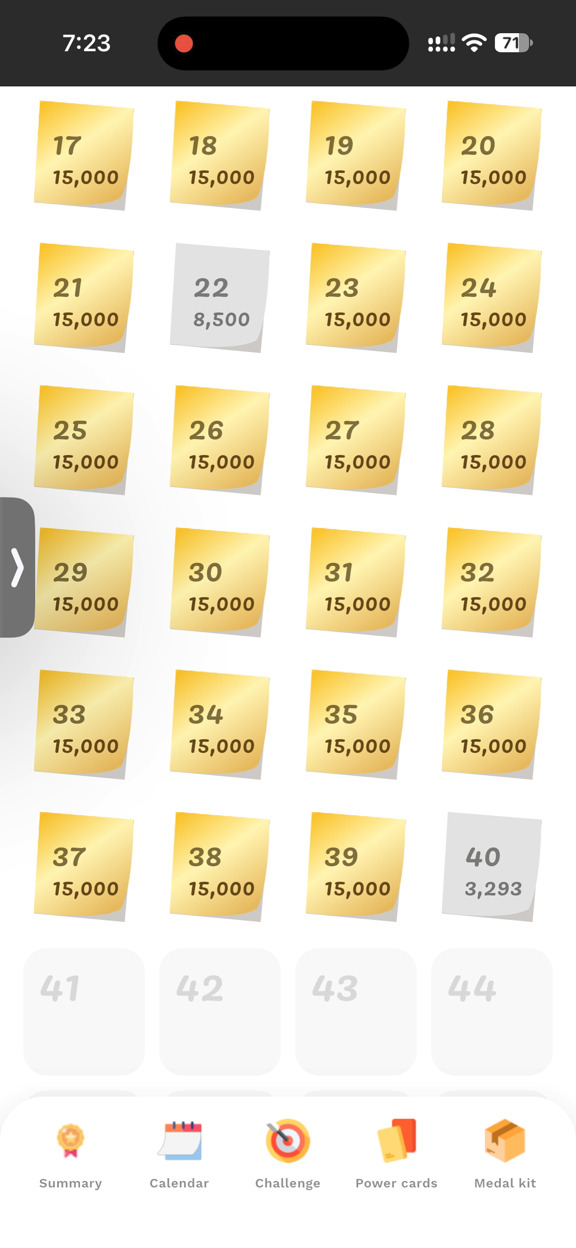 7:23
71
17 18 19 20
15,000 15,000 15,000 15,000
21 22 23 24
15,000 8,500 15,000 15,000
25 26 27 28
15,000 15,000 15,000 15,000
29 30 31 32
15,000 15,000 15,000 15,000
33 34 35 36
15,000 15,000 15,000 15,000
37 38 39 40
15,000 15,000 15,000 3,293
41 42 43 44
Summary Calendar Challenge Power cards Medal kit